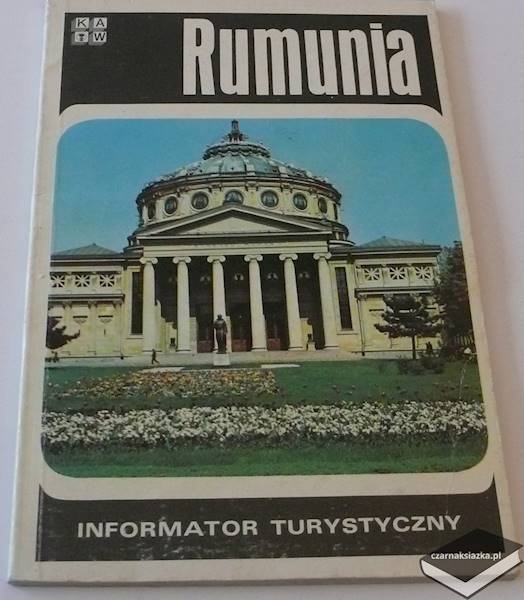 KAW
Rumunia
INFORMATOR TURYSTYCZNY
czarnaksiazka.pl